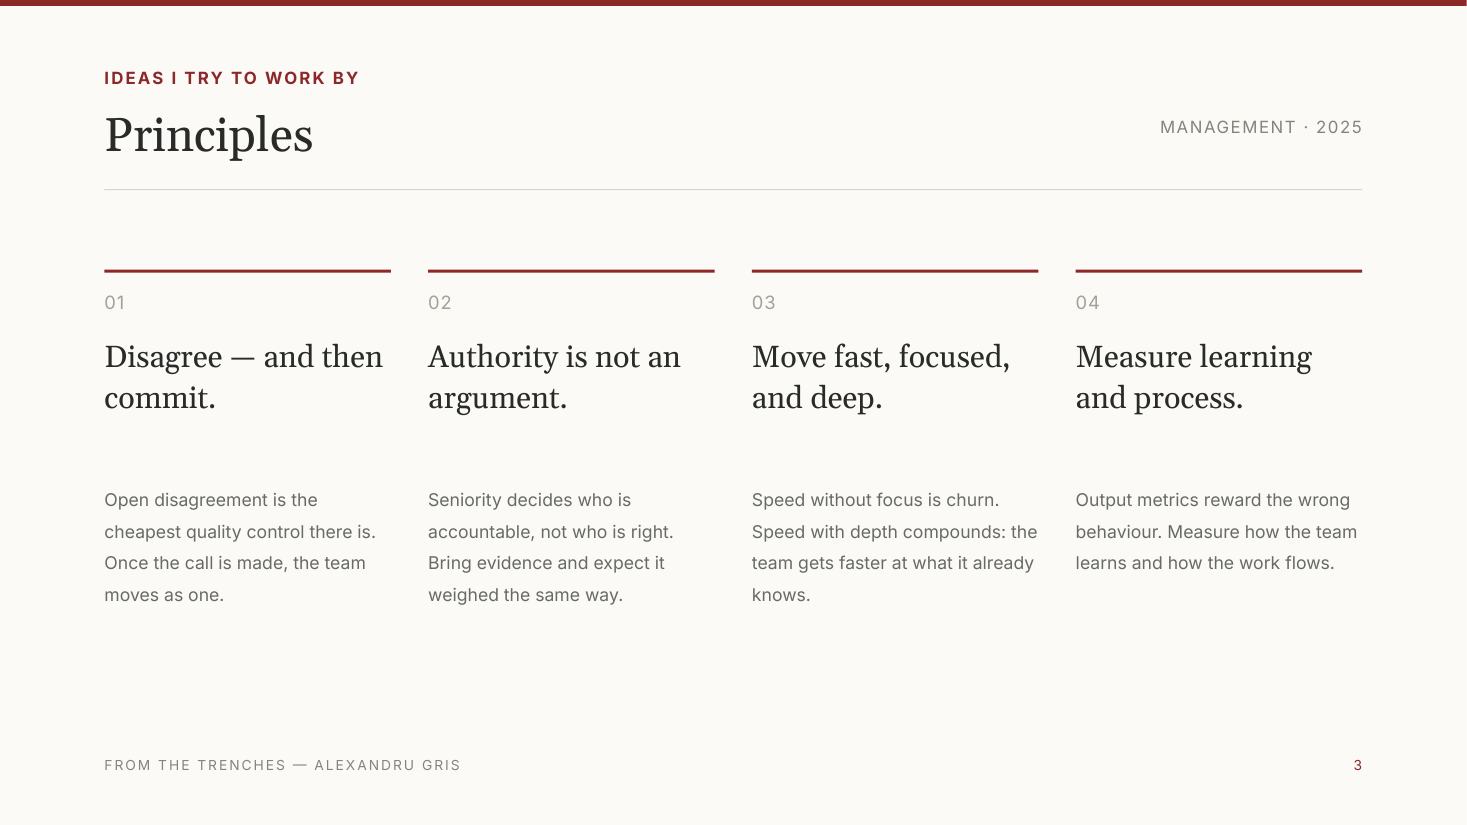 IDEAS I TRY TO WORK BY
Principles
MANAGEMENT · 2025
01
Disagree — and then
commit.
Open disagreement is the
cheapest quality control there is.
Once the call is made, the team
moves as one.
02
Authority is not an
argument.
Seniority decides who is
accountable, not who is right.
Bring evidence and expect it
weighed the same way.
03
Move fast, focused,
and deep.
Speed without focus is churn.
Speed with depth compounds: the
team gets faster at what it already
knows.
04
Measure learning
and process.
Output metrics reward the wrong
behaviour. Measure how the team
learns and how the work flows.
FROM THE TRENCHES — ALEXANDRU GRIS
3